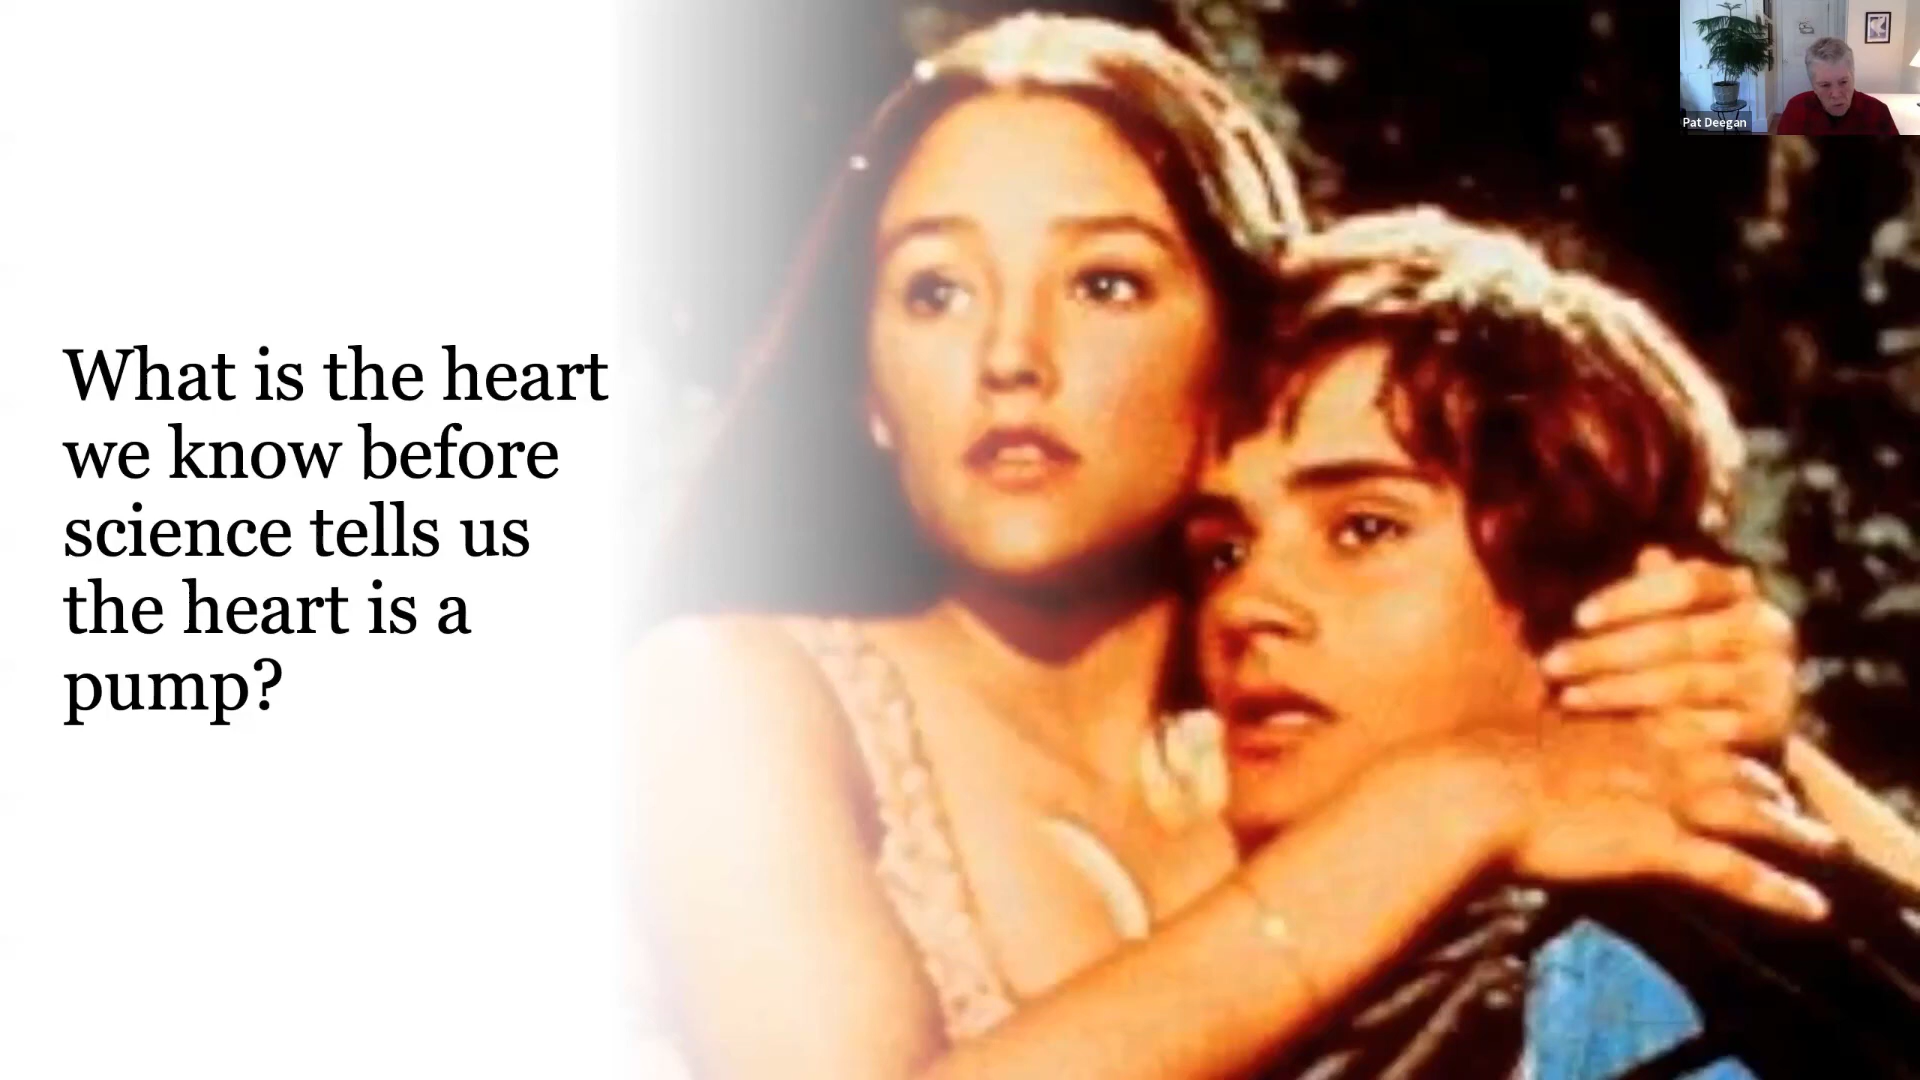 What is the heart
we know before
science tells us
the heart is a
pump?
Pat Deegan